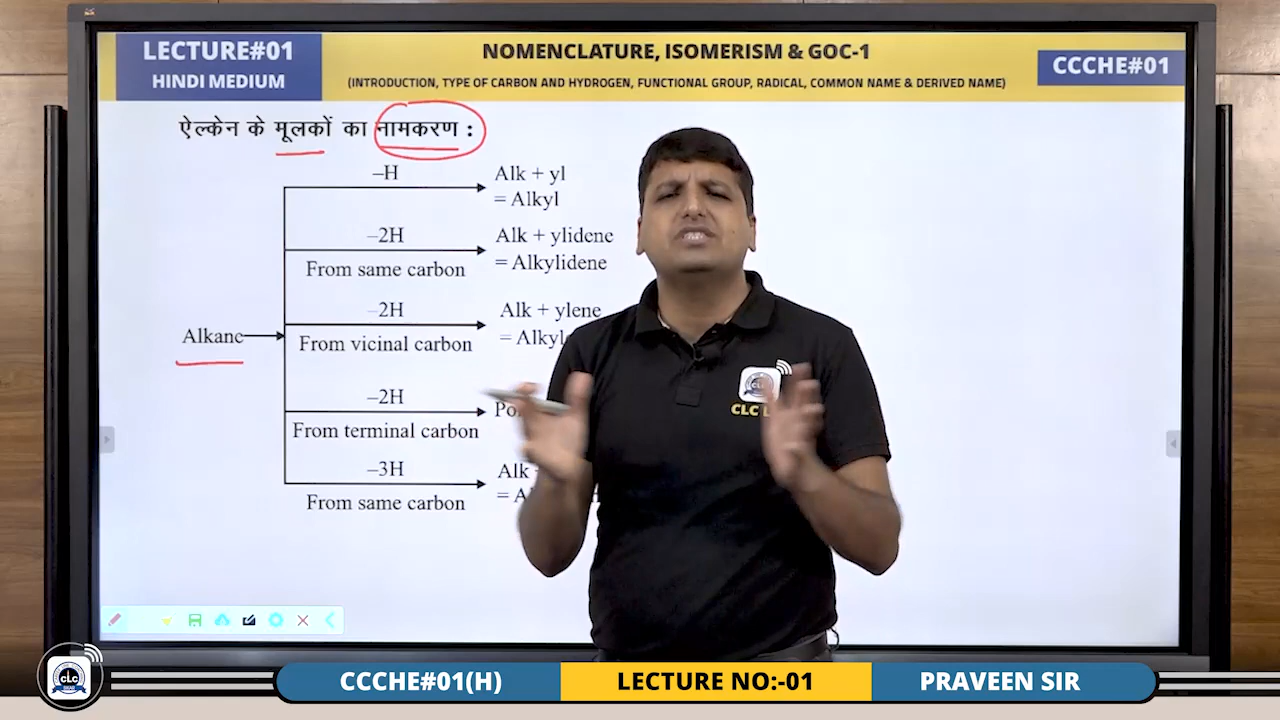 LECTURE#01
HINDI MEDIUM
NOMENCLATURE, ISOMERISM & GOC-1
(INTRODUCTION, TYPE OF CARBON AND HYDROGEN, FUNCTIONAL GROUP, RADICAL, COMMON NAME & DERIVED NAME)
CCCHE#01
ऐल्केन के मूलकों का नामकरण :
–H
Alk + yl
= Alkyl
–2H
Alk + ylidene
From same carbon
= Alkylidene
–2H
Alk + ylene
Alkane
From vicinal carbon
–2H
From terminal carbon
–3H
Alk
From same carbon
CLC
CLC
CLC
SIKAR
CCCHE#01(H)
LECTURE NO:-01
PRAVEEN SIR